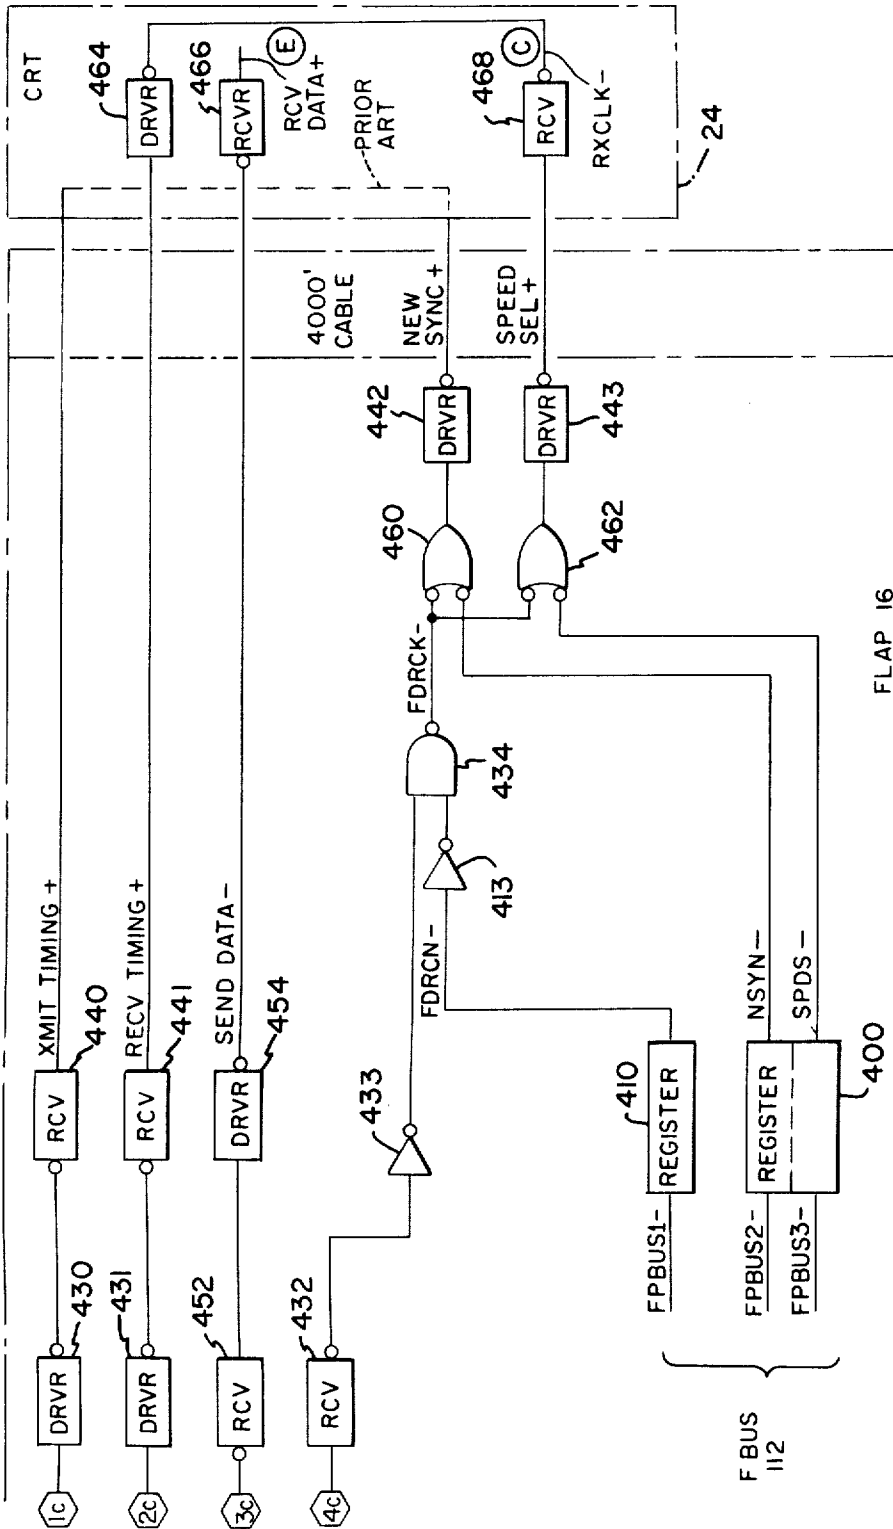 CRT
464
DRVR
466
RCVR
E
RCV
DATA+
PRIOR
ART
468
C
RCV
RXCLK-
24
4000'
CABLE
NEW
SYNC+
SPEED
SEL+
442
DRVR
443
DRVR
460
462
FDRCK-
434
413
FDRCN-
433
XMIT TIMING+
440
RCV
RECV TIMING+
441
RCV
SEND DATA-
454
DRVR
430
DRVR
431
DRVR
452
RCV
432
RCV
1c
2c
3c
4c
410
REGISTER
FPBUS1-
NSYN-
SPDS-
REGISTER
400
FPBUS2-
FPBUS3-
F BUS
112
FLAP 16